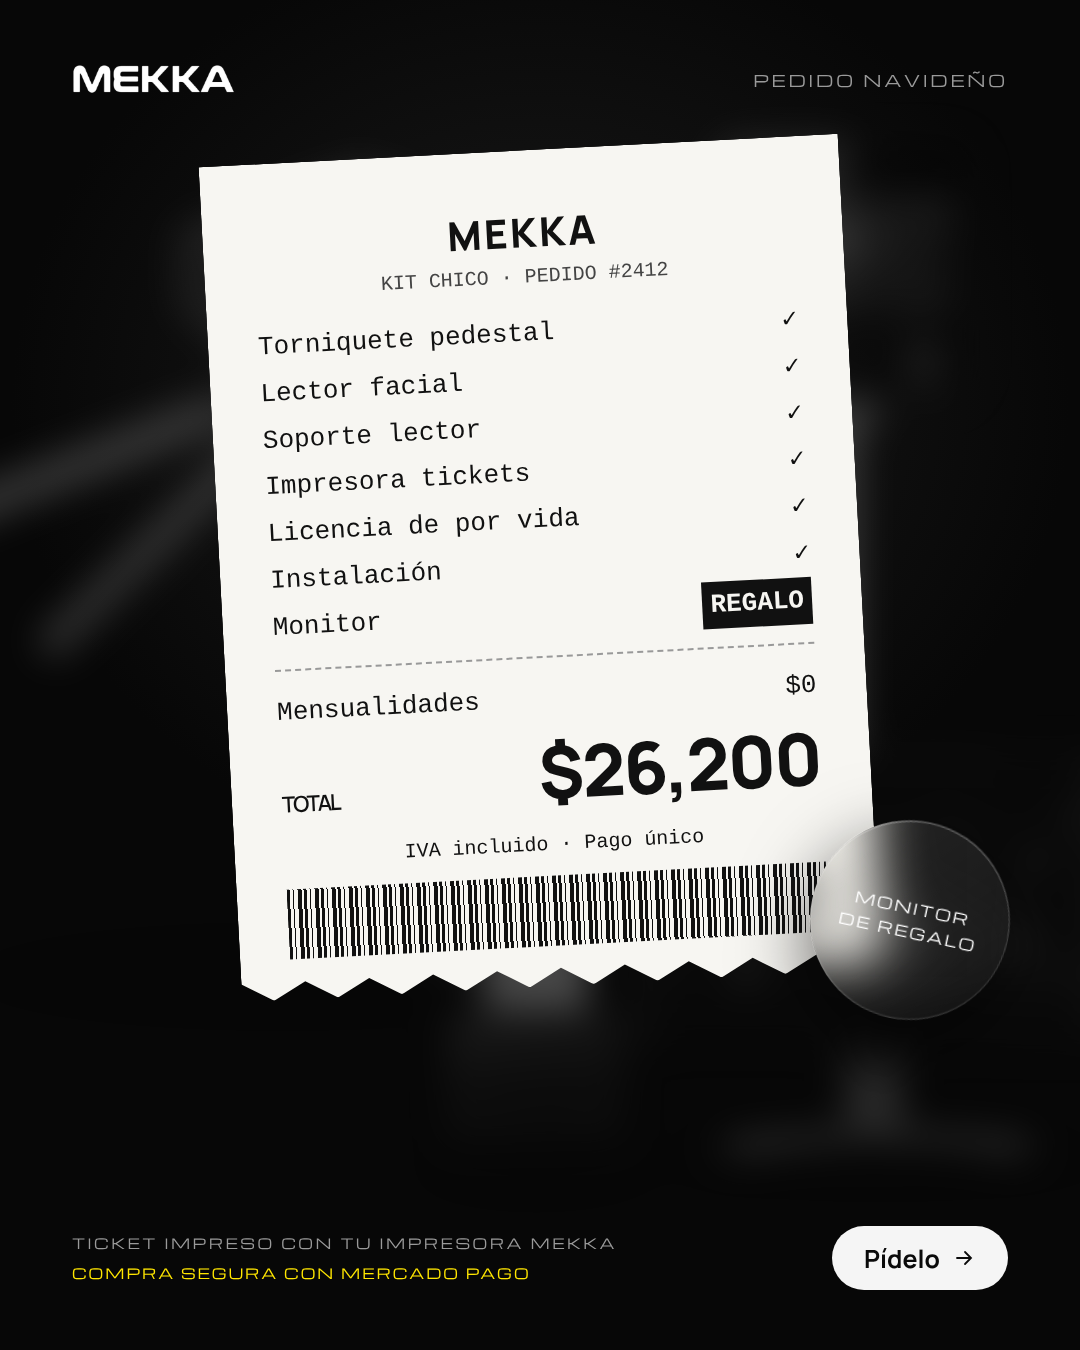 MEKKA
PEDIDO NAVIDEÑO
MEKKA
KIT CHICO · PEDIDO #2412
Torniquete pedestal ✓
Lector facial ✓
Soporte lector ✓
Impresora tickets ✓
Licencia de por vida ✓
Instalación ✓
Monitor REGALO
Mensualidades $0
TOTAL $26,200
IVA incluido · Pago único
MONITOR
DE REGALO
TICKET IMPRESO CON TU IMPRESORA MEKKA
COMPRA SEGURA CON MERCADO PAGO
Pídelo →